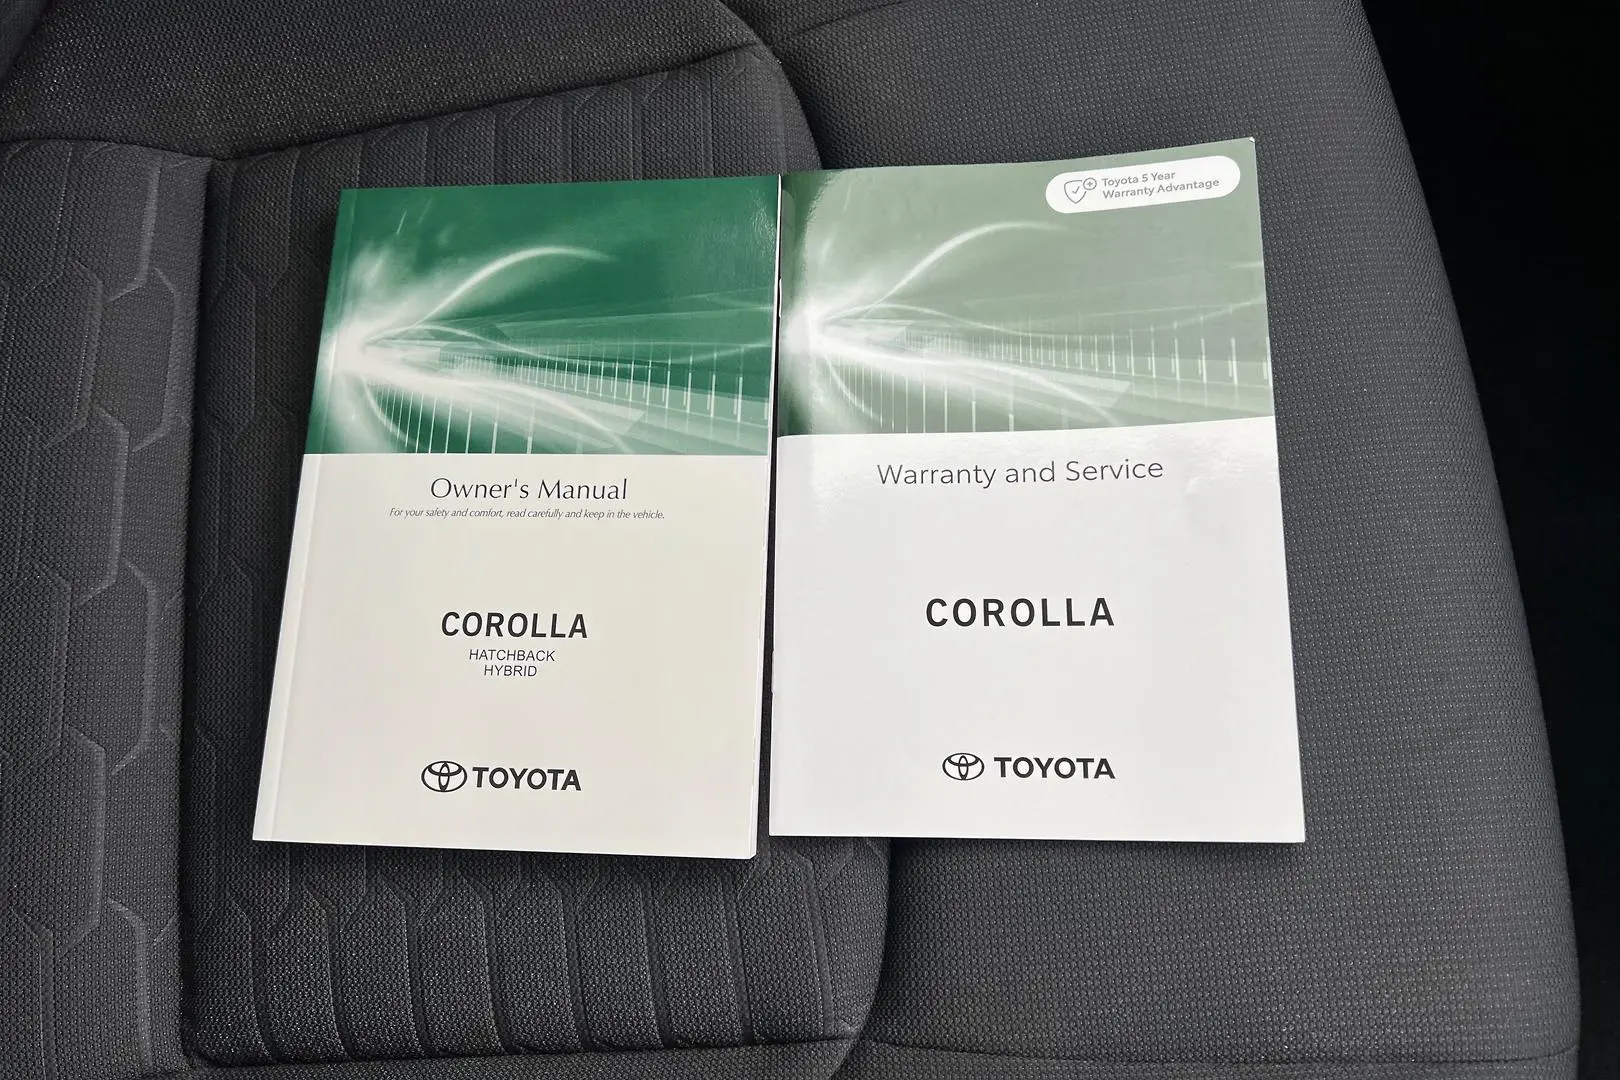 Owner's Manual
For your safety and comfort, read carefully and keep in the vehicle.
COROLLA
HATCHBACK
HYBRID
TOYOTA
Toyota 5 Year
Warranty Advantage
Warranty and Service
COROLLA
TOYOTA